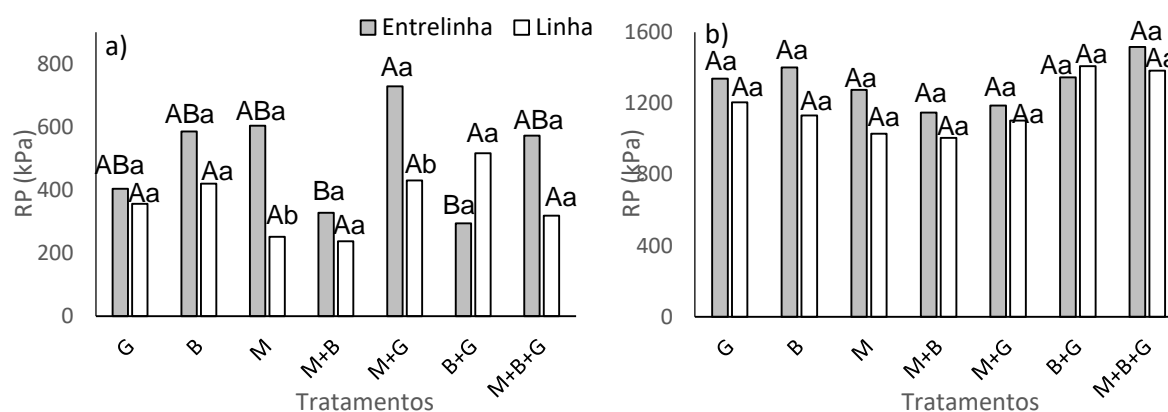 a)
Entrelinha Linha
RP (kPa)
800
600
400
200
0
ABa Aa
ABa Aa
ABa Ab
Ba Aa
Aa Ab
Ba Aa
ABa Aa
G B M M+B M+G B+G M+B+G
Tratamentos
b)
RP (kPa)
1600
1200
800
400
0
Aa Aa
Aa Aa
Aa Aa
Aa Aa
Aa Aa
Aa Aa
Aa Aa
G B M M+B M+G B+G M+B+G
Tratamentos